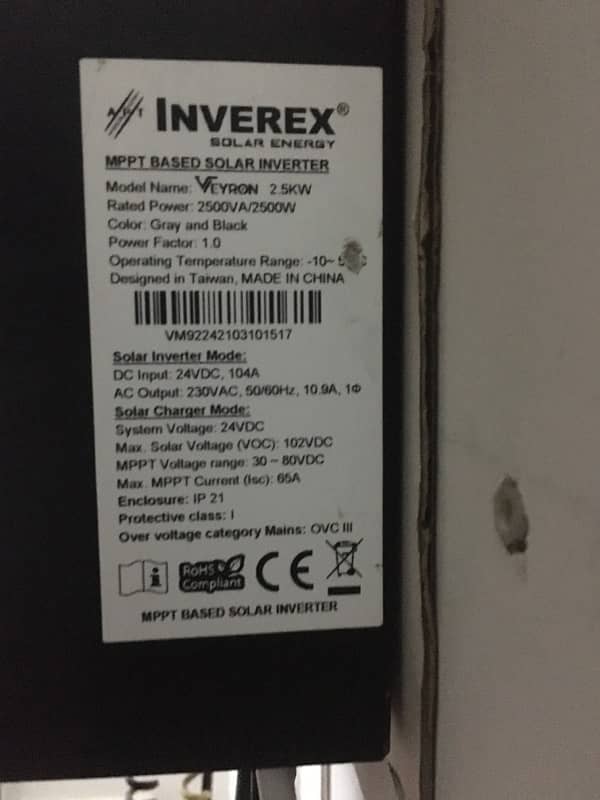 INVEREX®
SOLAR ENERGY
MPPT BASED SOLAR INVERTER
Model Name: VEYRON 2.5KW
Rated Power: 2500VA/2500W
Color: Gray and Black
Power Factor: 1.0
Operating Temperature Range: -10~
Designed in Taiwan, MADE IN CHINA
VM92242103101517
Solar Inverter Mode:
DC Input: 24VDC, 104A
AC Output: 230VAC, 50/60Hz, 10.9A, 1Φ
Solar Charger Mode:
System Voltage: 24VDC
Max. Solar Voltage (VOC): 102VDC
MPPT Voltage range: 30 ~ 80VDC
Max. MPPT Current (Isc): 65A
Enclosure: IP 21
Protective class: I
Over voltage category Mains: OVC III
i
RoHS
Compliant
CE
MPPT BASED SOLAR INVERTER